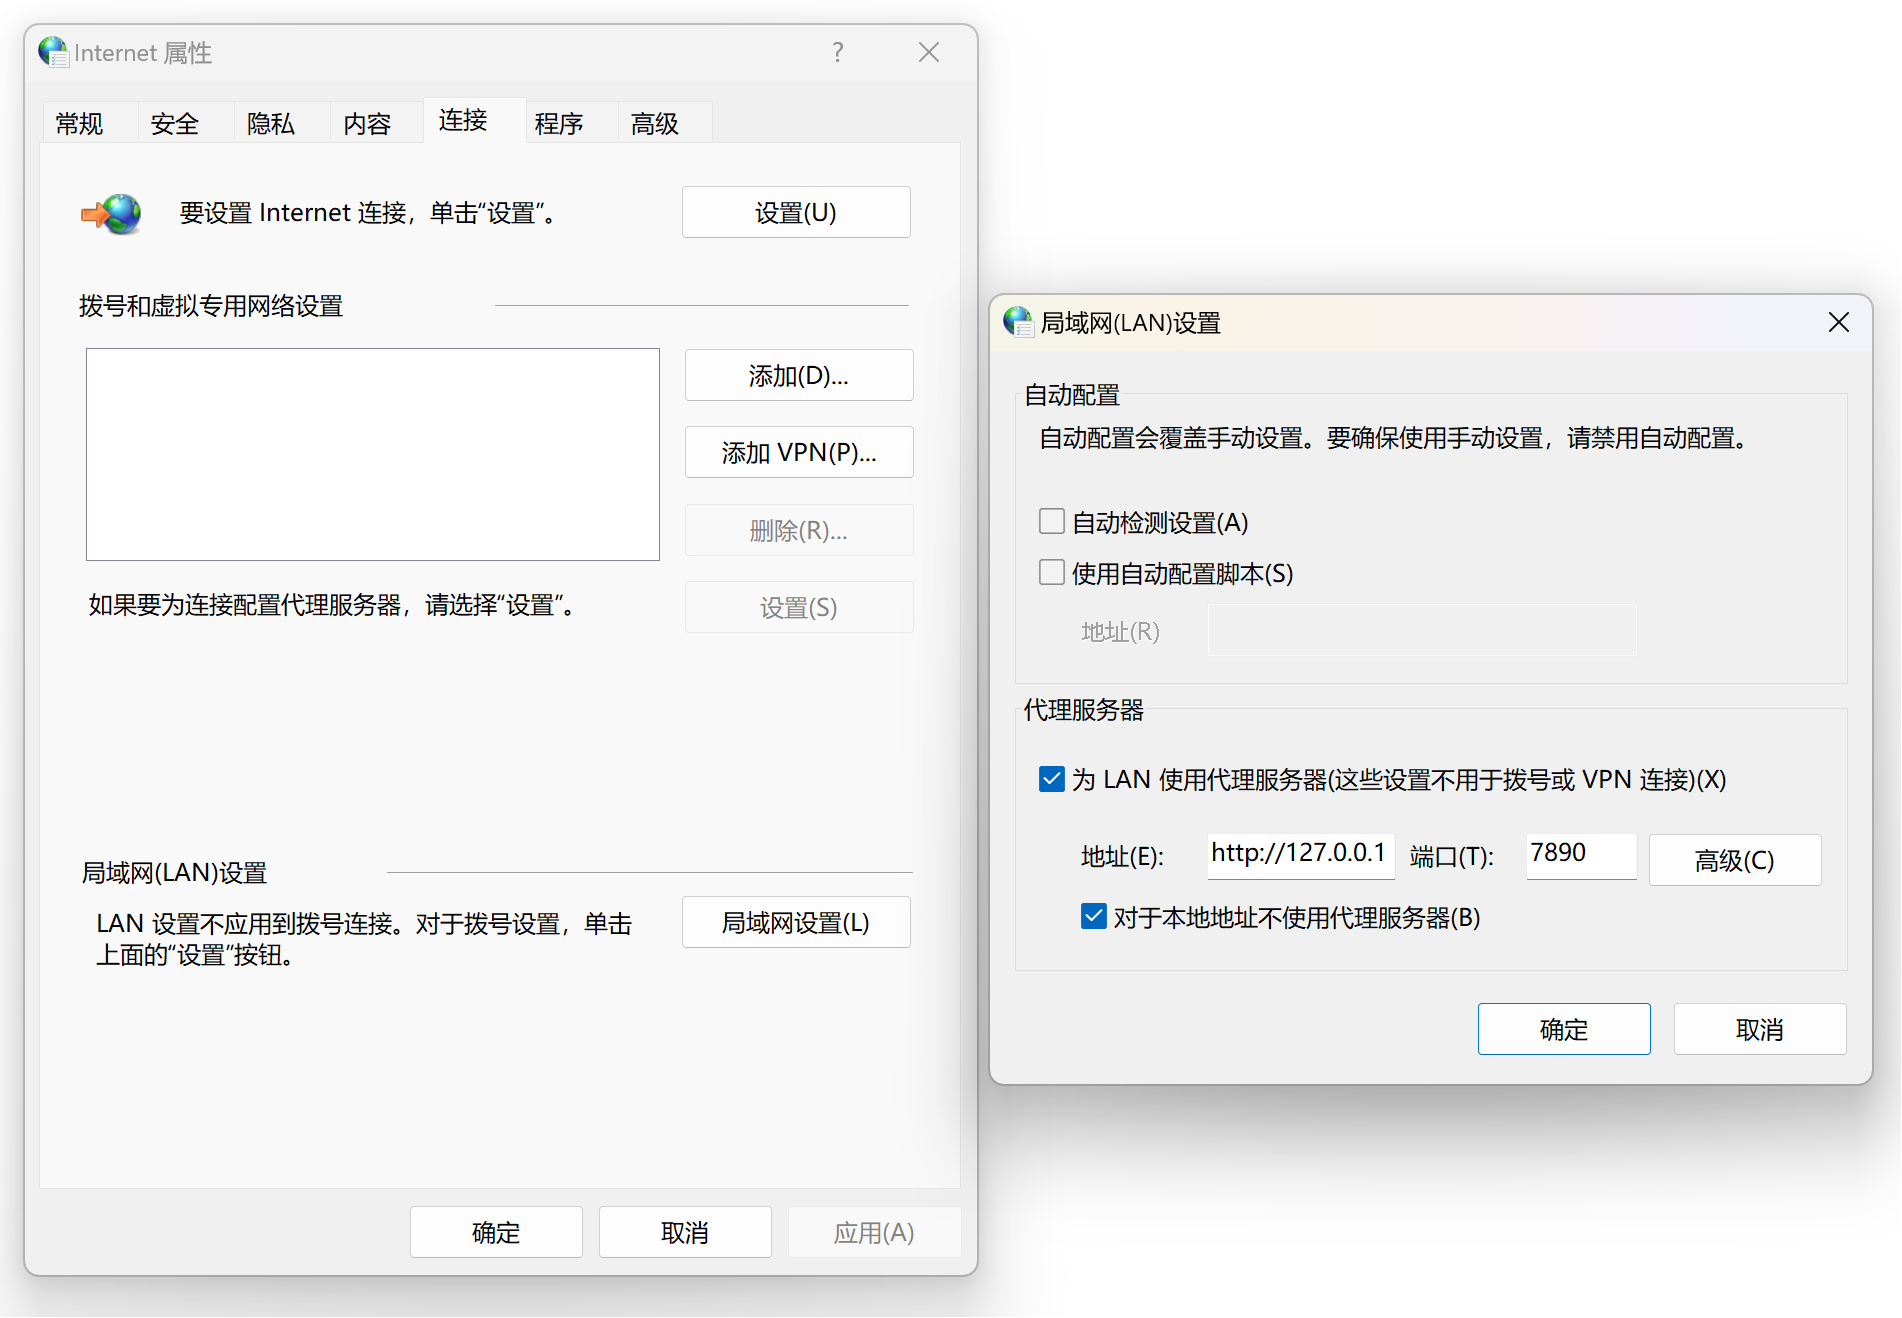 Internet 属性
?
常规
安全
隐私
内容
连接
程序
高级
要设置 Internet 连接，单击“设置”。
设置(U)
拨号和虚拟专用网络设置
添加(D)...
添加 VPN(P)...
删除(R)...
如果要为连接配置代理服务器，请选择“设置”。
设置(S)
局域网(LAN)设置
LAN 设置不应用到拨号连接。对于拨号设置，单击
上面的“设置”按钮。
局域网设置(L)
确定
取消
应用(A)
局域网(LAN)设置
自动配置
自动配置会覆盖手动设置。要确保使用手动设置，请禁用自动配置。
自动检测设置(A)
使用自动配置脚本(S)
地址(R)
代理服务器
为 LAN 使用代理服务器(这些设置不用于拨号或 VPN 连接)(X)
地址(E):
http://127.0.0.1
端口(T):
7890
高级(C)
对于本地地址不使用代理服务器(B)
确定
取消